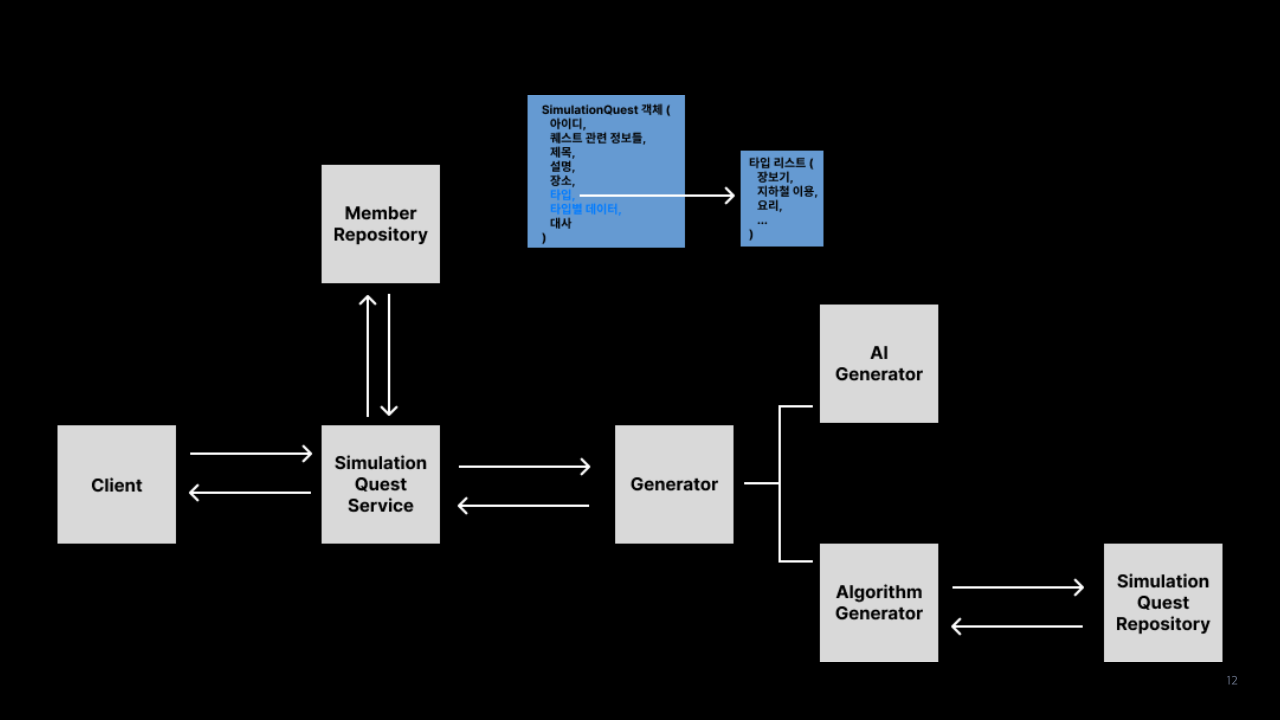 SimulationQuest 객체 (
아이디,
퀘스트 관련 정보들,
제목,
설명,
장소,
타입,
타입별 데이터,
대사
)
타입 리스트 (
장보기,
지하철 이용,
요리,
...
)
Member
Repository
AI
Generator
Client
Simulation
Quest
Service
Generator
Algorithm
Generator
Simulation
Quest
Repository
12